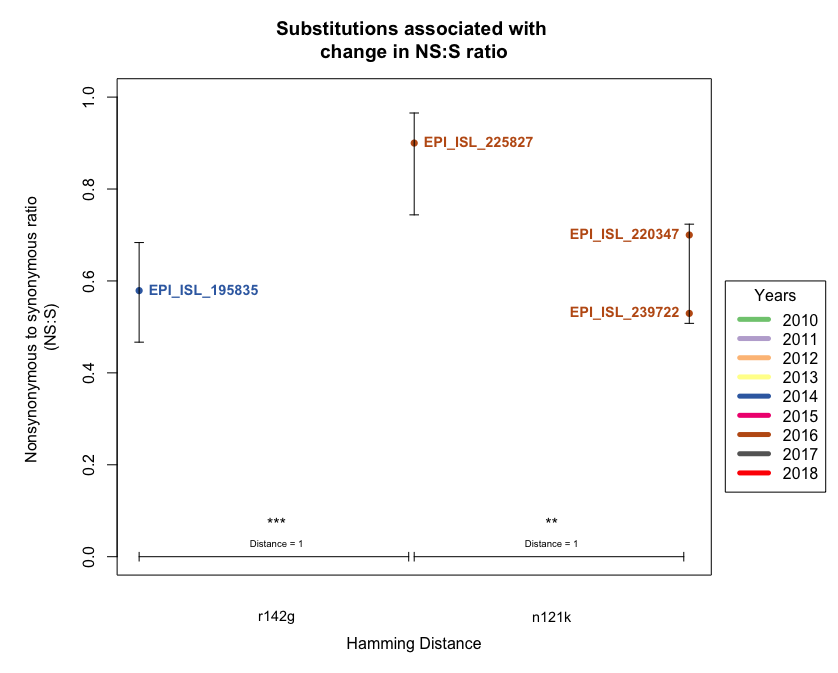 Substitutions associated with
change in NS:S ratio
Nonsynonymous to synonymous ratio
(NS:S)
1.0
0.8
0.6
0.4
0.2
0.0
EPI_ISL_225827
EPI_ISL_220347
EPI_ISL_195835
EPI_ISL_239722
***
**
Distance = 1
Distance = 1
r142g
n121k
Hamming Distance
Years
2010
2011
2012
2013
2014
2015
2016
2017
2018